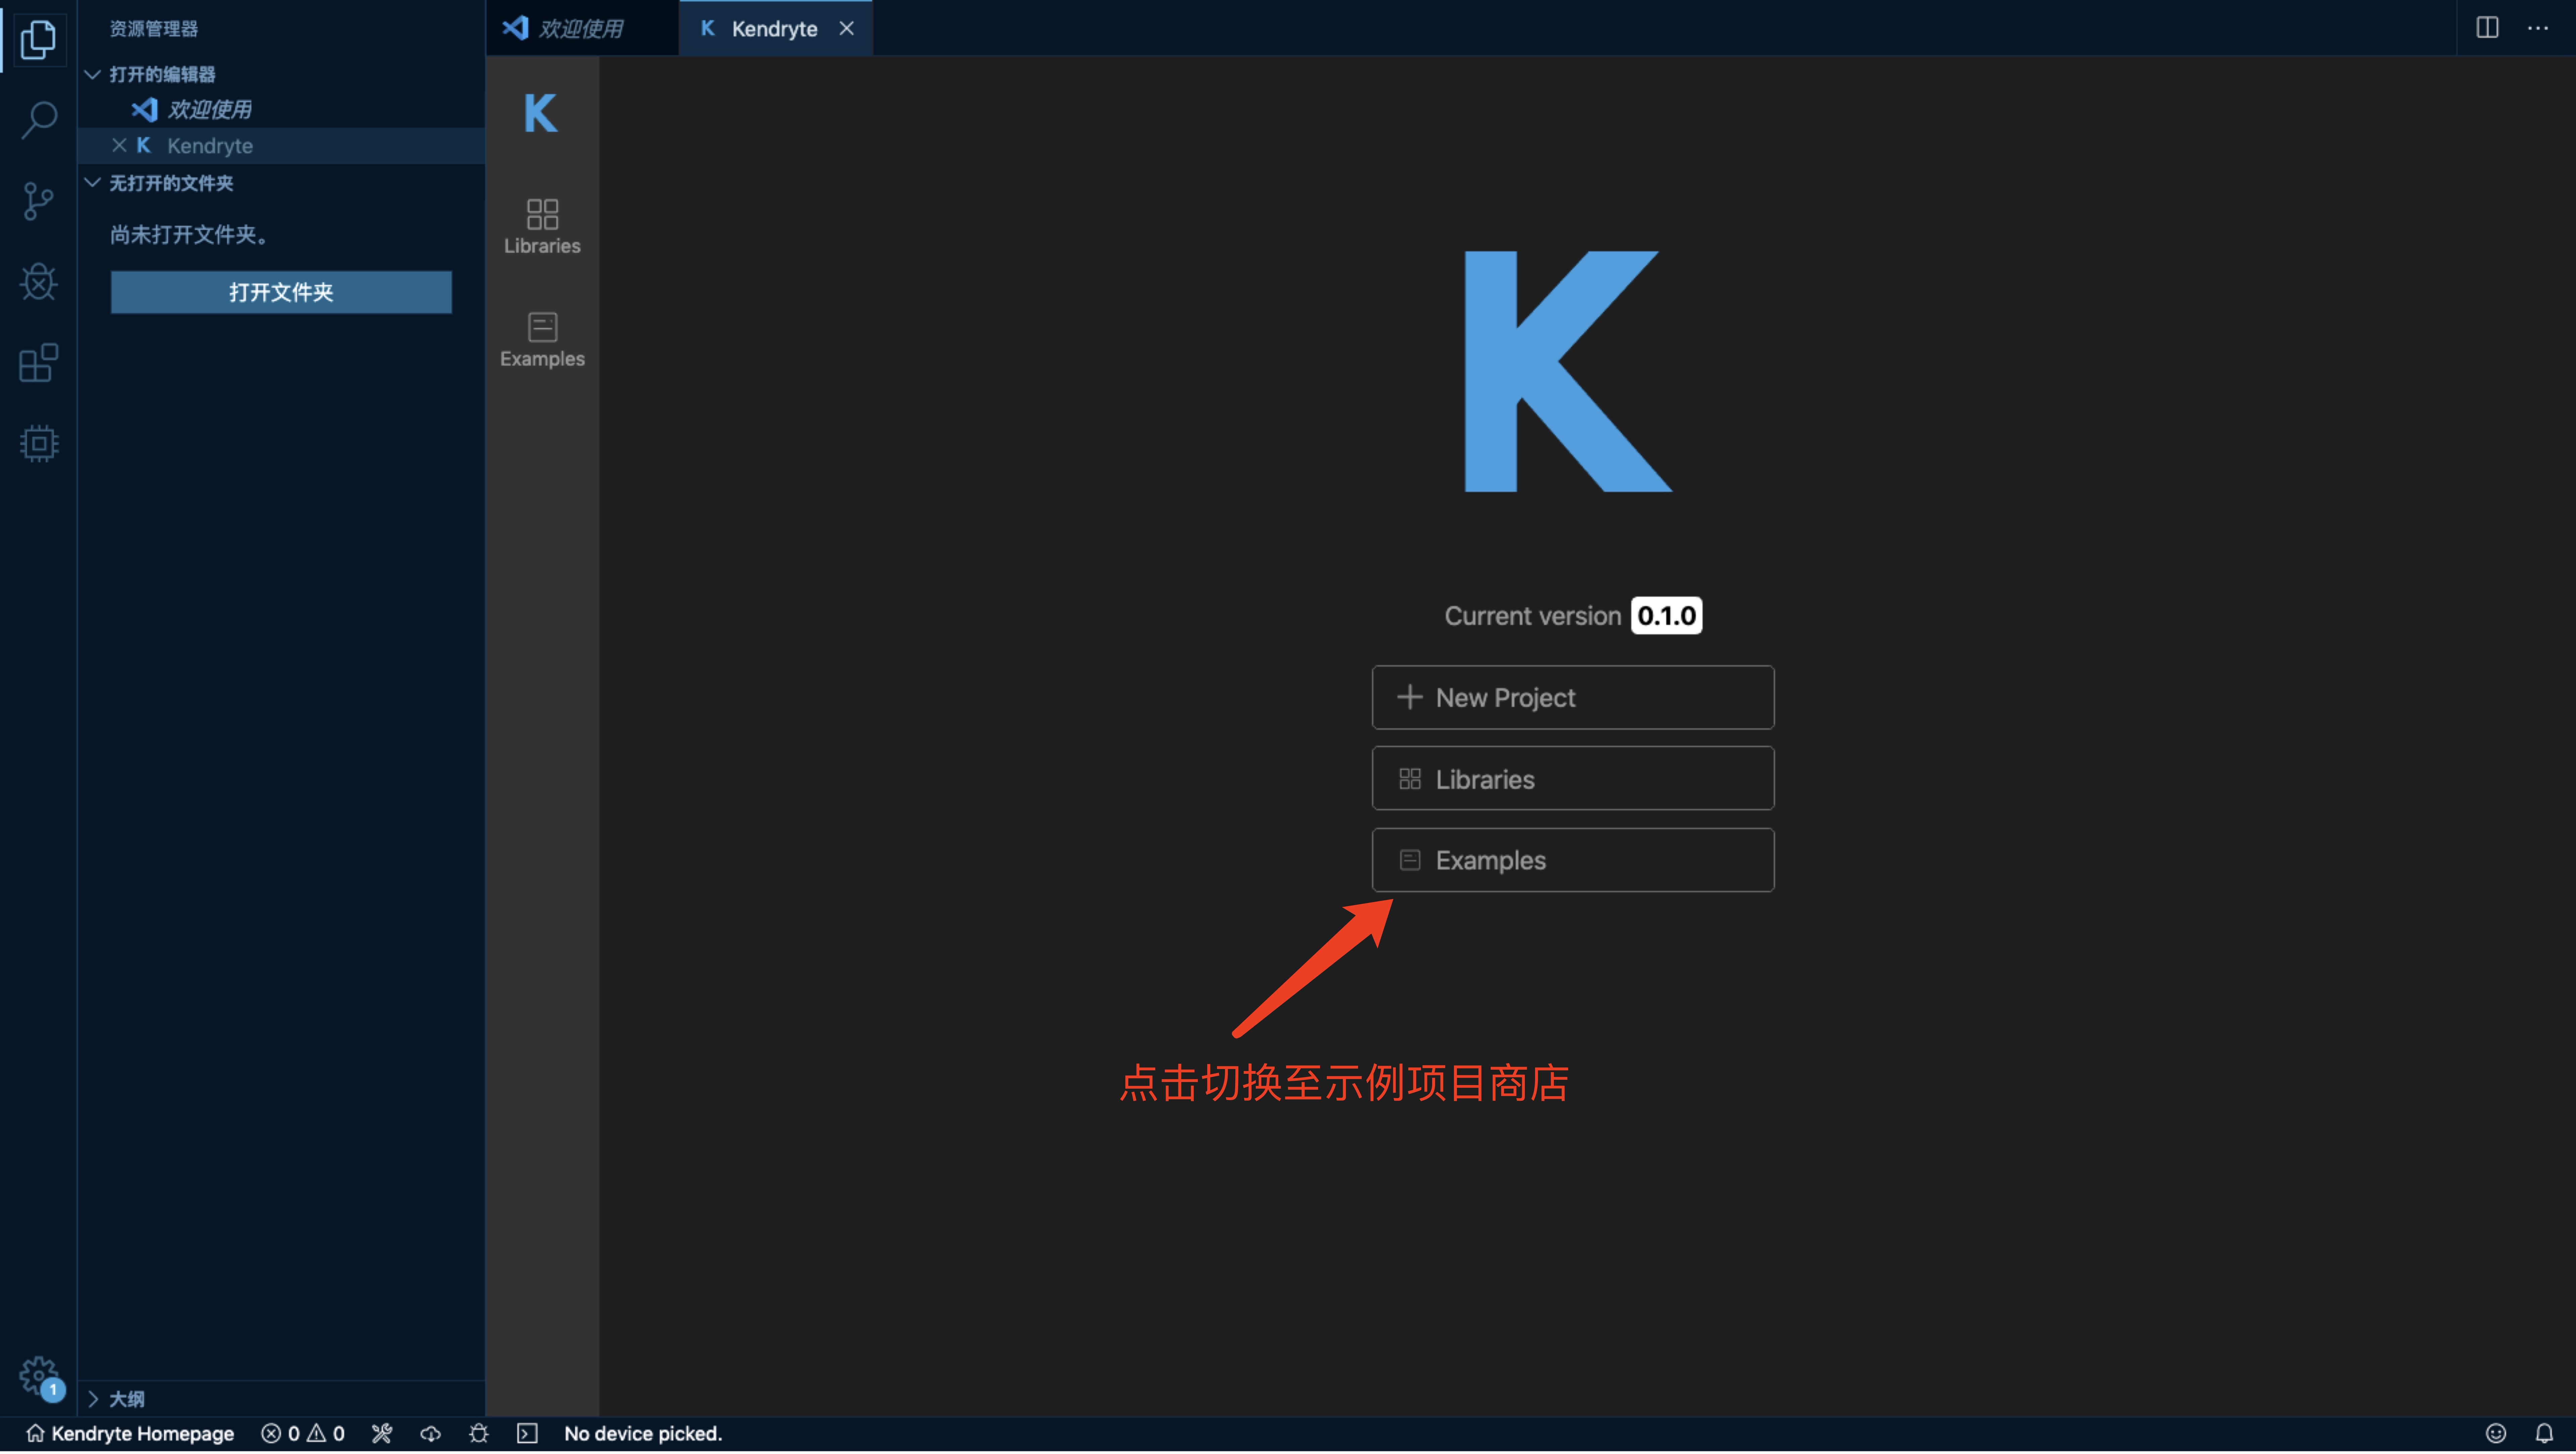 资源管理器
打开的编辑器
欢迎使用
Kendryte
无打开的文件夹
尚未打开文件夹。
打开文件夹
大纲
欢迎使用
Kendryte
K
Libraries
Examples
K
Current version 0.1.0
New Project
Libraries
Examples
点击切换至示例项目商店
1
Kendryte Homepage 0 0 No device picked.